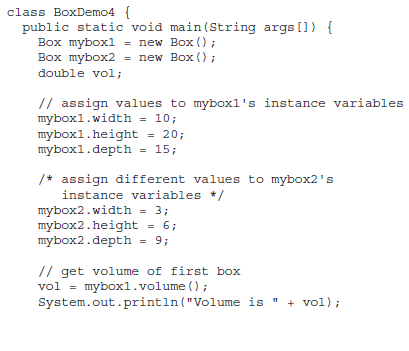 class BoxDemo4 {
public static void main(String args[]) {
Box mybox1 = new Box();
Box mybox2 = new Box();
double vol;
// assign values to mybox1's instance variables
mybox1.width = 10;
mybox1.height = 20;
mybox1.depth = 15;
/* assign different values to mybox2's
instance variables */
mybox2.width = 3;
mybox2.height = 6;
mybox2.depth = 9;
// get volume of first box
vol = mybox1.volume();
System.out.println("Volume is " + vol);